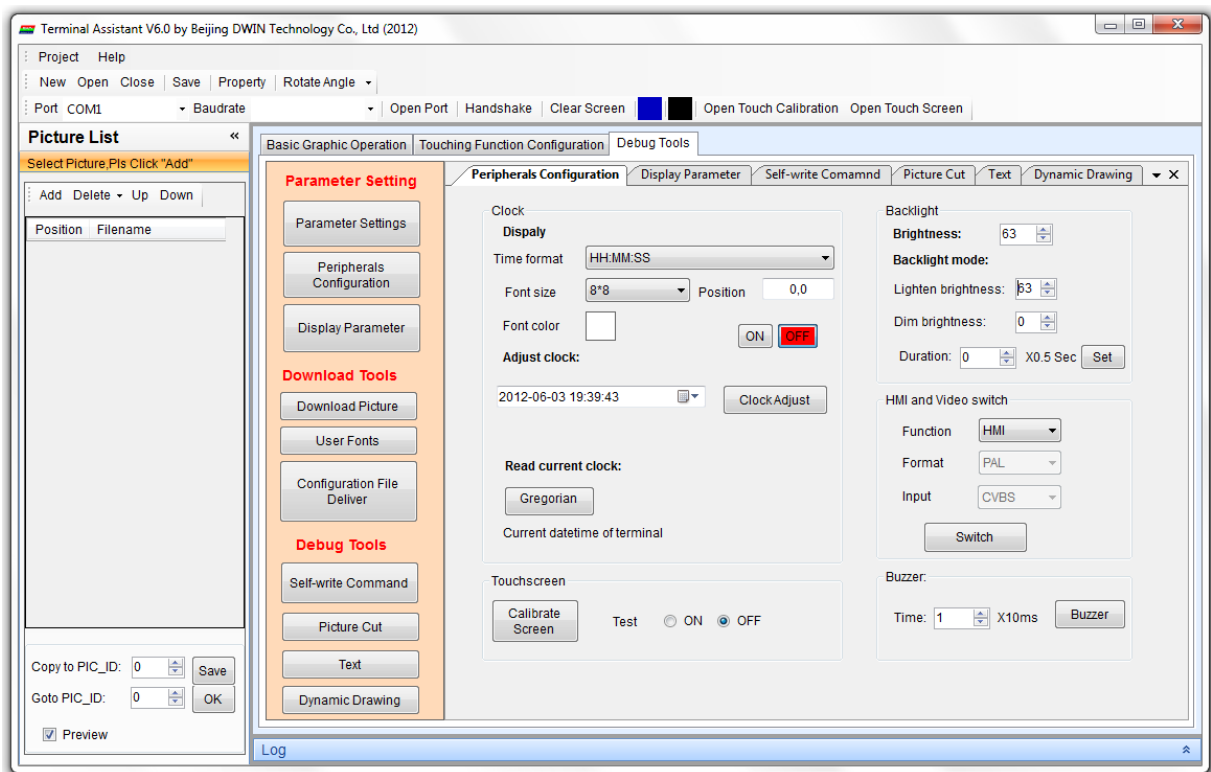 Terminal Assistant V6.0 by Beijing DWIN Technology Co., Ltd (2012)
Project Help
New Open Close Save Property Rotate Angle
Port COM1 Baudrate Open Port Handshake Clear Screen Open Touch Calibration Open Touch Screen
Picture List «
Select Picture,Pls Click "Add"
Add Delete Up Down
Position Filename
Copy to PIC_ID: 0 Save
Goto PIC_ID: 0 OK
Preview
Basic Graphic Operation Touching Function Configuration Debug Tools
Parameter Setting
Parameter Settings
Peripherals
Configuration
Display Parameter
Download Tools
Download Picture
User Fonts
Configuration File
Deliver
Debug Tools
Self-write Command
Picture Cut
Text
Dynamic Drawing
Peripherals Configuration Display Parameter Self-write Comamnd Picture Cut Text Dynamic Drawing
Clock
Dispaly
Time format HH:MM:SS
Font size 8*8 Position 0,0
Font color
ON OFF
Adjust clock:
2012-06-03 19:39:43 Clock Adjust
Read current clock:
Gregorian
Current datetime of terminal
Touchscreen
Calibrate
Screen
Test ON OFF
Backlight
Brightness: 63
Backlight mode:
Lighten brightness: 63
Dim brightness: 0
Duration: 0 X0.5 Sec Set
HMI and Video switch
Function HMI
Format PAL
Input CVBS
Switch
Buzzer:
Time: 1 X10ms Buzzer
Log